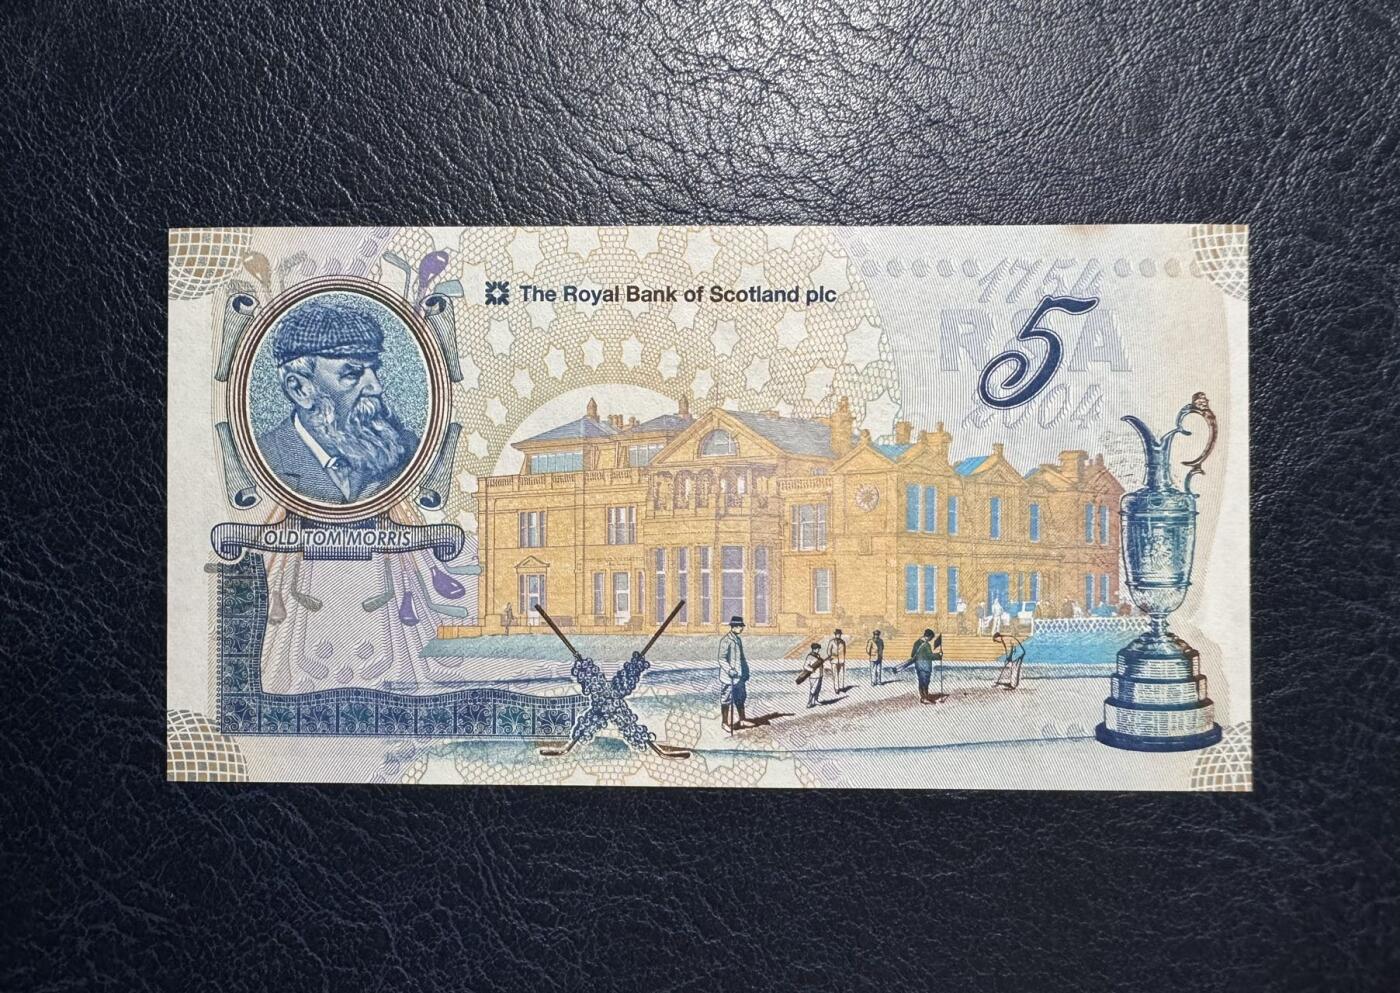 The Royal Bank of Scotland plc
1754
R&A
5
2004
OLD TOM MORRIS